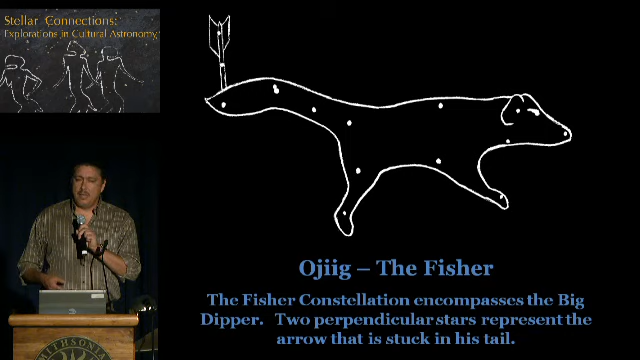 Stellar Connections:
Explorations in Cultural Astronomy
Ojiig – The Fisher
The Fisher Constellation encompasses the Big
Dipper.  Two perpendicular stars represent the
arrow that is stuck in his tail.
SMITHSONIAN